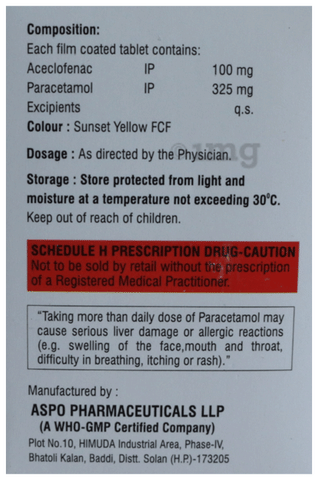 Composition:
Each film coated tablet contains:
Aceclofenac IP 100 mg
Paracetamol IP 325 mg
Excipients q.s.
Colour : Sunset Yellow FCF
Dosage : As directed by the Physician.
Storage : Store protected from light and
moisture at a temperature not exceeding 30⁰C.
Keep out of reach of children.
SCHEDULE H PRESCRIPTION DRUG-CAUTION
Not to be sold by retail without the prescription
of a Registered Medical Practitioner.
"Taking more than daily dose of Paracetamol may
cause serious liver damage or allergic reactions
(e.g. swelling of the face,mouth and throat,
difficulty in breathing, itching or rash)."
Manufactured by :
ASPO PHARMACEUTICALS LLP
(A WHO-GMP Certified Company)
Plot No.10, HIMUDA Industrial Area, Phase-IV,
Bhatoli Kalan, Baddi, Distt. Solan (H.P.)-173205